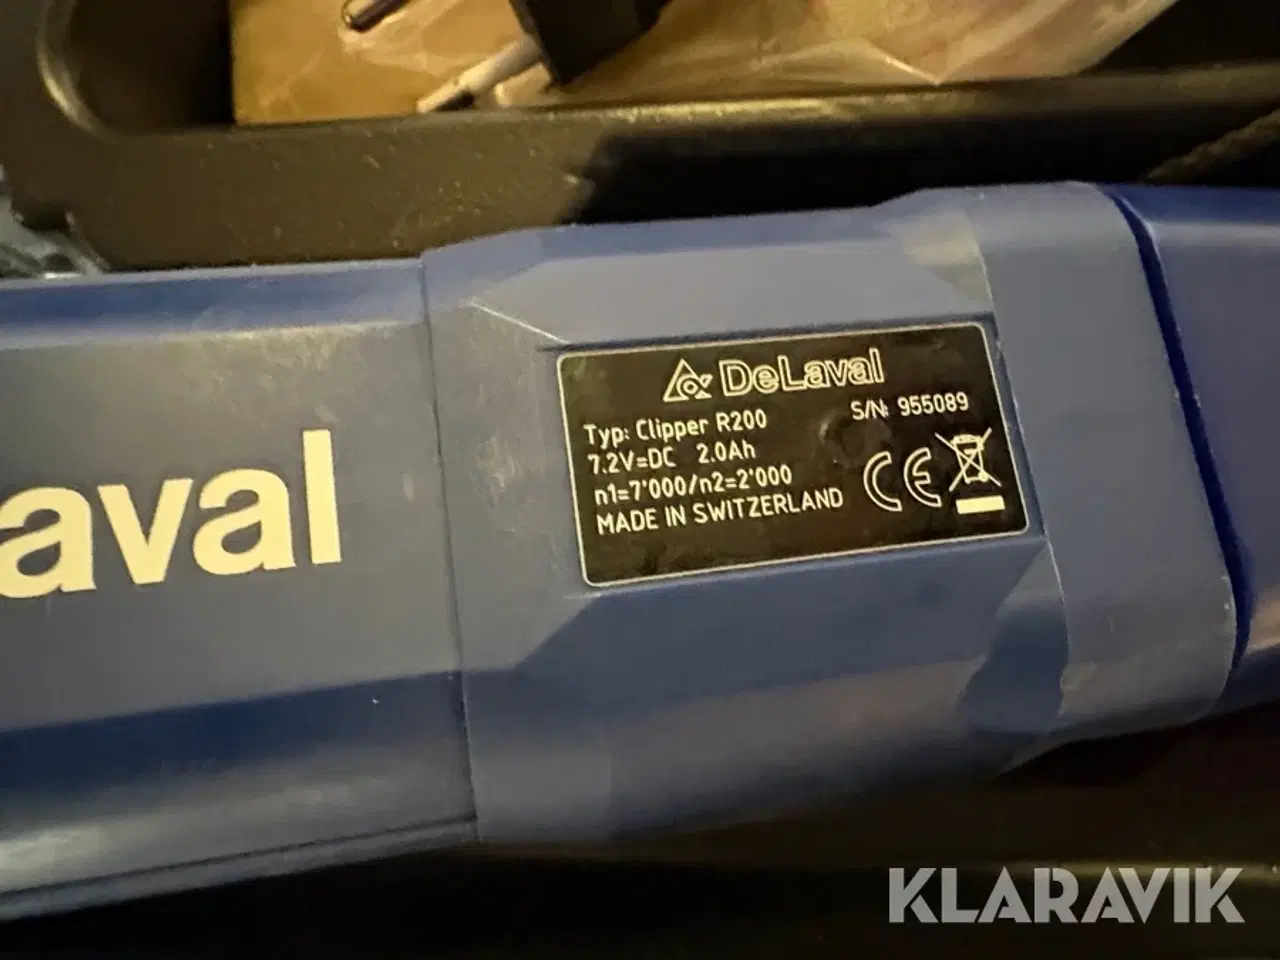 aval
DeLaval
Typ: Clipper R200 S/N: 955089
7.2V=DC 2.0Ah
n1=7'000/n2=2'000
MADE IN SWITZERLAND
CE
KLARAVIK